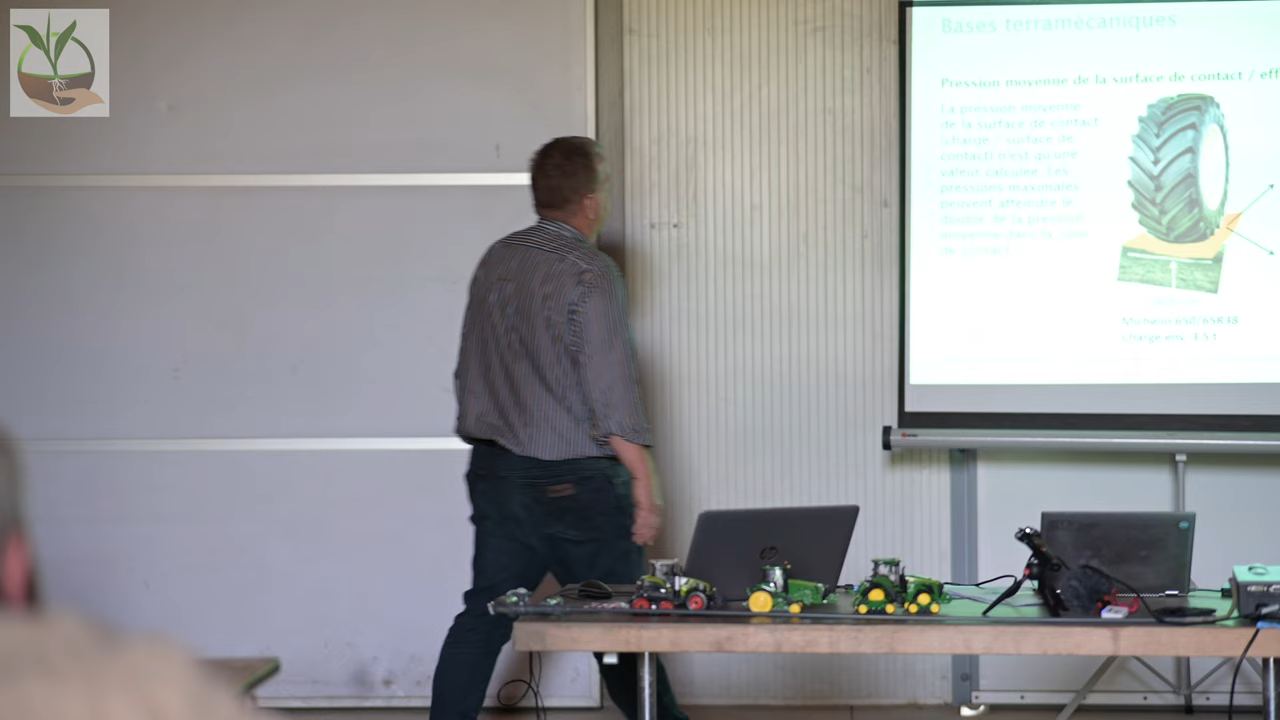 Bases terramécaniques
Pression moyenne de la surface de contact / eff
La pression moyenne
de la surface de contact
(charge / surface de
contact) n'est qu'une
valeur calculée. Les
pressions maximales
peuvent atteindre le
double de la pression
moyenne dans la zone
de contact.
Michelin 650/65R38
Charge env. 4.5 t
hp